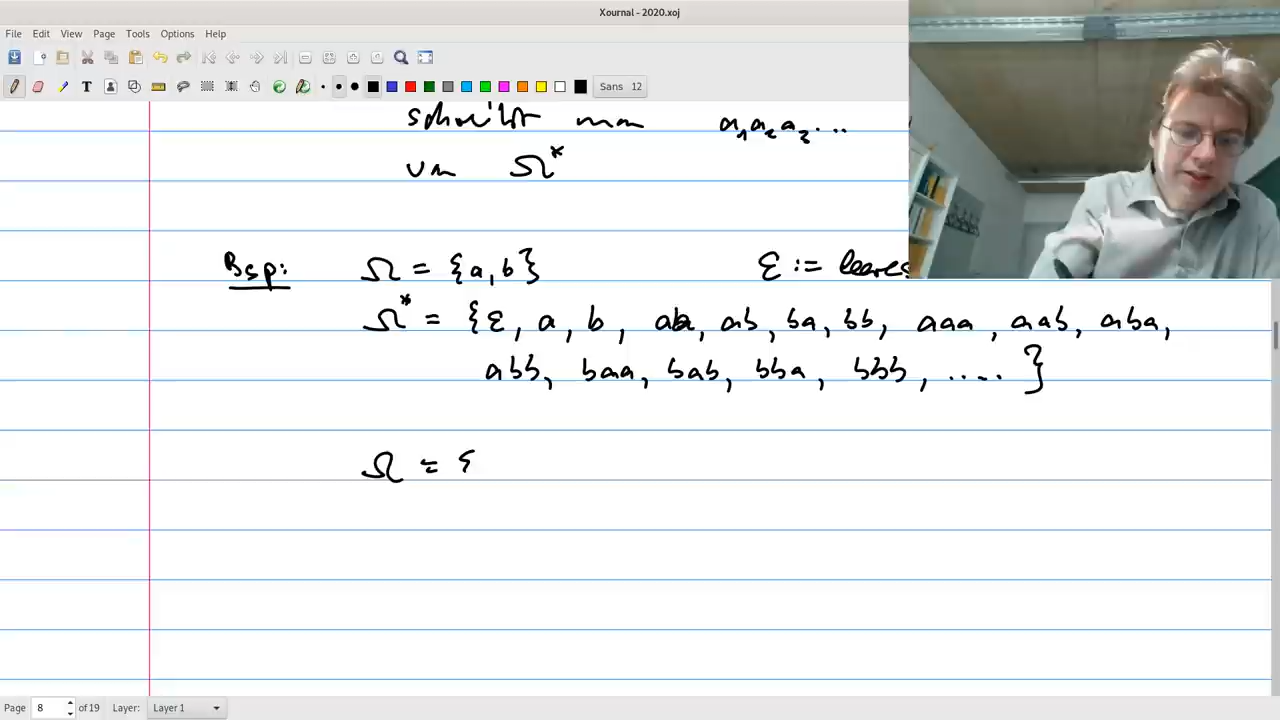 Xournal - 2020.xoj
File Edit View Page Tools Options Help
T Sans 12
schreibt man a₁a₂a₃...
um Ω*
Bsp: Ω = {a, b} ε := leeres
Ω* = {ε, a, b, aa, ab, ba, bb, aaa, aab, aba,
abb, baa, bab, bba, bbb, .... }
Ω = {
Page 8 of 19 Layer: Layer 1